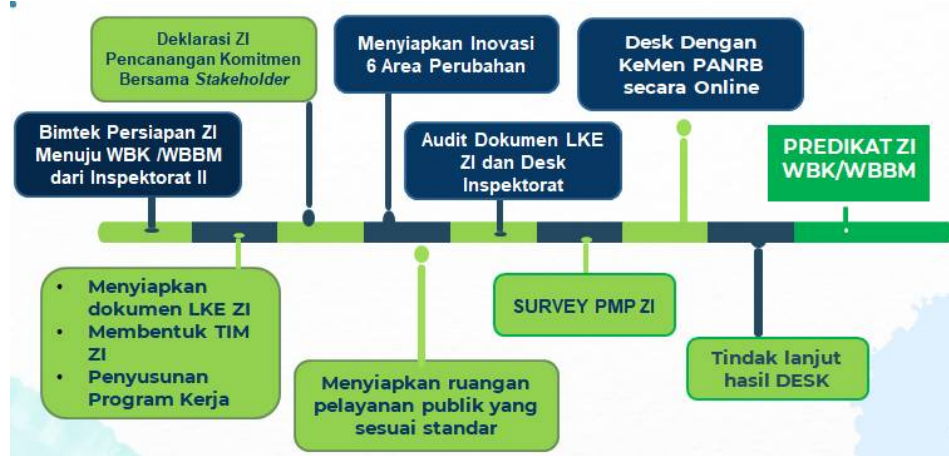 Deklarasi ZI
Pencanangan Komitmen
Bersama Stakeholder
Menyiapkan Inovasi
6 Area Perubahan
Desk Dengan
KeMen PANRB
secara Online
Bimtek Persiapan ZI
Menuju WBK /WBBM
dari Inspektorat II
Audit Dokumen LKE
ZI dan Desk
Inspektorat
PREDIKAT ZI
WBK/WBBM
• Menyiapkan
dokumen LKE ZI
• Membentuk TIM
ZI
• Penyusunan
Program Kerja
Menyiapkan ruangan
pelayanan publik yang
sesuai standar
SURVEY PMP ZI
Tindak lanjut
hasil DESK